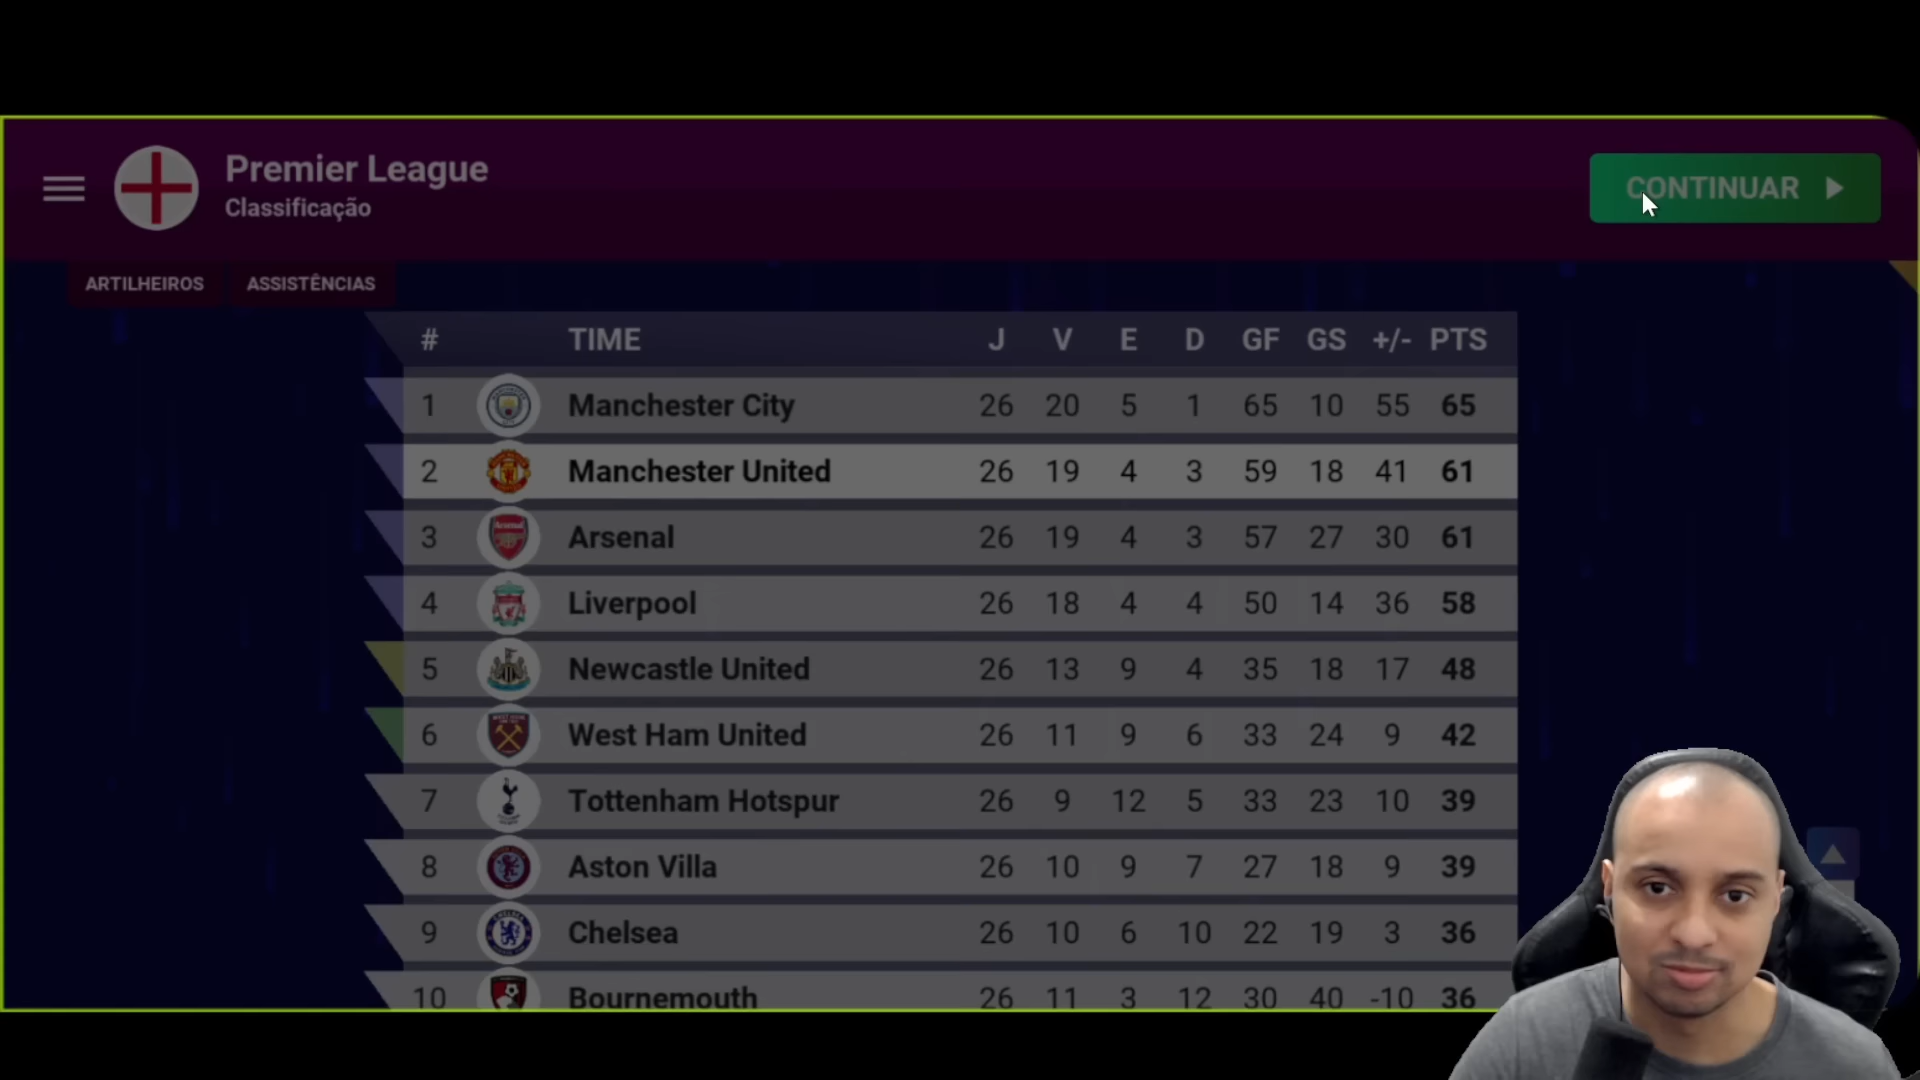 Premier League
Classificação
CONTINUAR
ARTILHEIROS ASSISTÊNCIAS
# TIME J V E D GF GS +/- PTS
1 Manchester City 26 20 5 1 65 10 55 65
2 Manchester United 26 19 4 3 59 18 41 61
3 Arsenal 26 19 4 3 57 27 30 61
4 Liverpool 26 18 4 4 50 14 36 58
5 Newcastle United 26 13 9 4 35 18 17 48
6 West Ham United 26 11 9 6 33 24 9 42
7 Tottenham Hotspur 26 9 12 5 33 23 10 39
8 Aston Villa 26 10 9 7 27 18 9 39
9 Chelsea 26 10 6 10 22 19 3 36
10 Bournemouth 26 11 3 12 30 40 -10 36